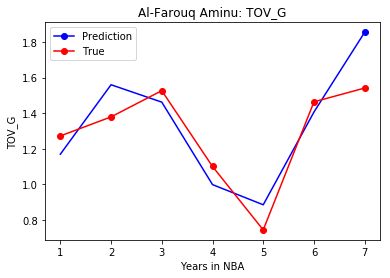 Al-Farouq Aminu: TOV_G
Prediction
True
TOV_G
1.8
1.6
1.4
1.2
1.0
0.8
1 2 3 4 5 6 7
Years in NBA